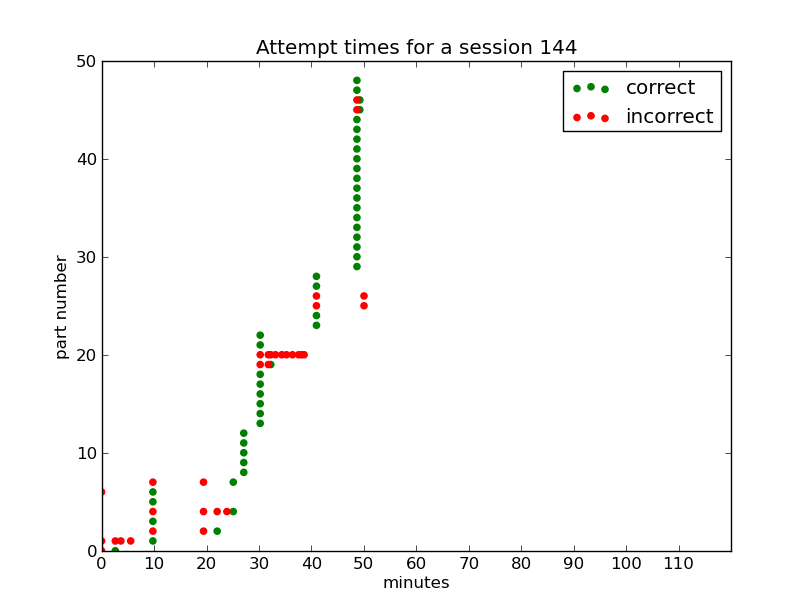 Attempt times for a session 144
50
correct
incorrect
40
30
part number
20
10
0
0 10 20 30 40 50 60 70 80 90 100 110
minutes